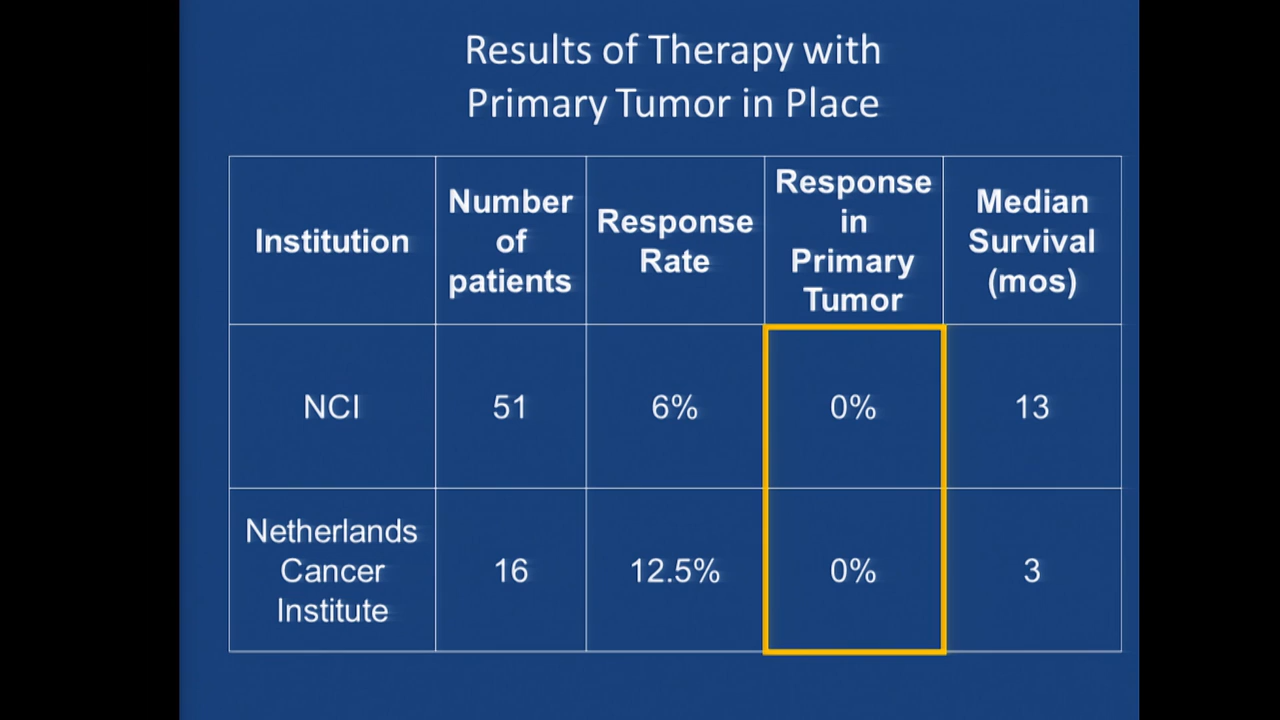 Results of Therapy with
Primary Tumor in Place
Institution
Number
of
patients
Response
Rate
Response
in
Primary
Tumor
Median
Survival
(mos)
NCI
51
6%
0%
13
Netherlands
Cancer
Institute
16
12.5%
0%
3